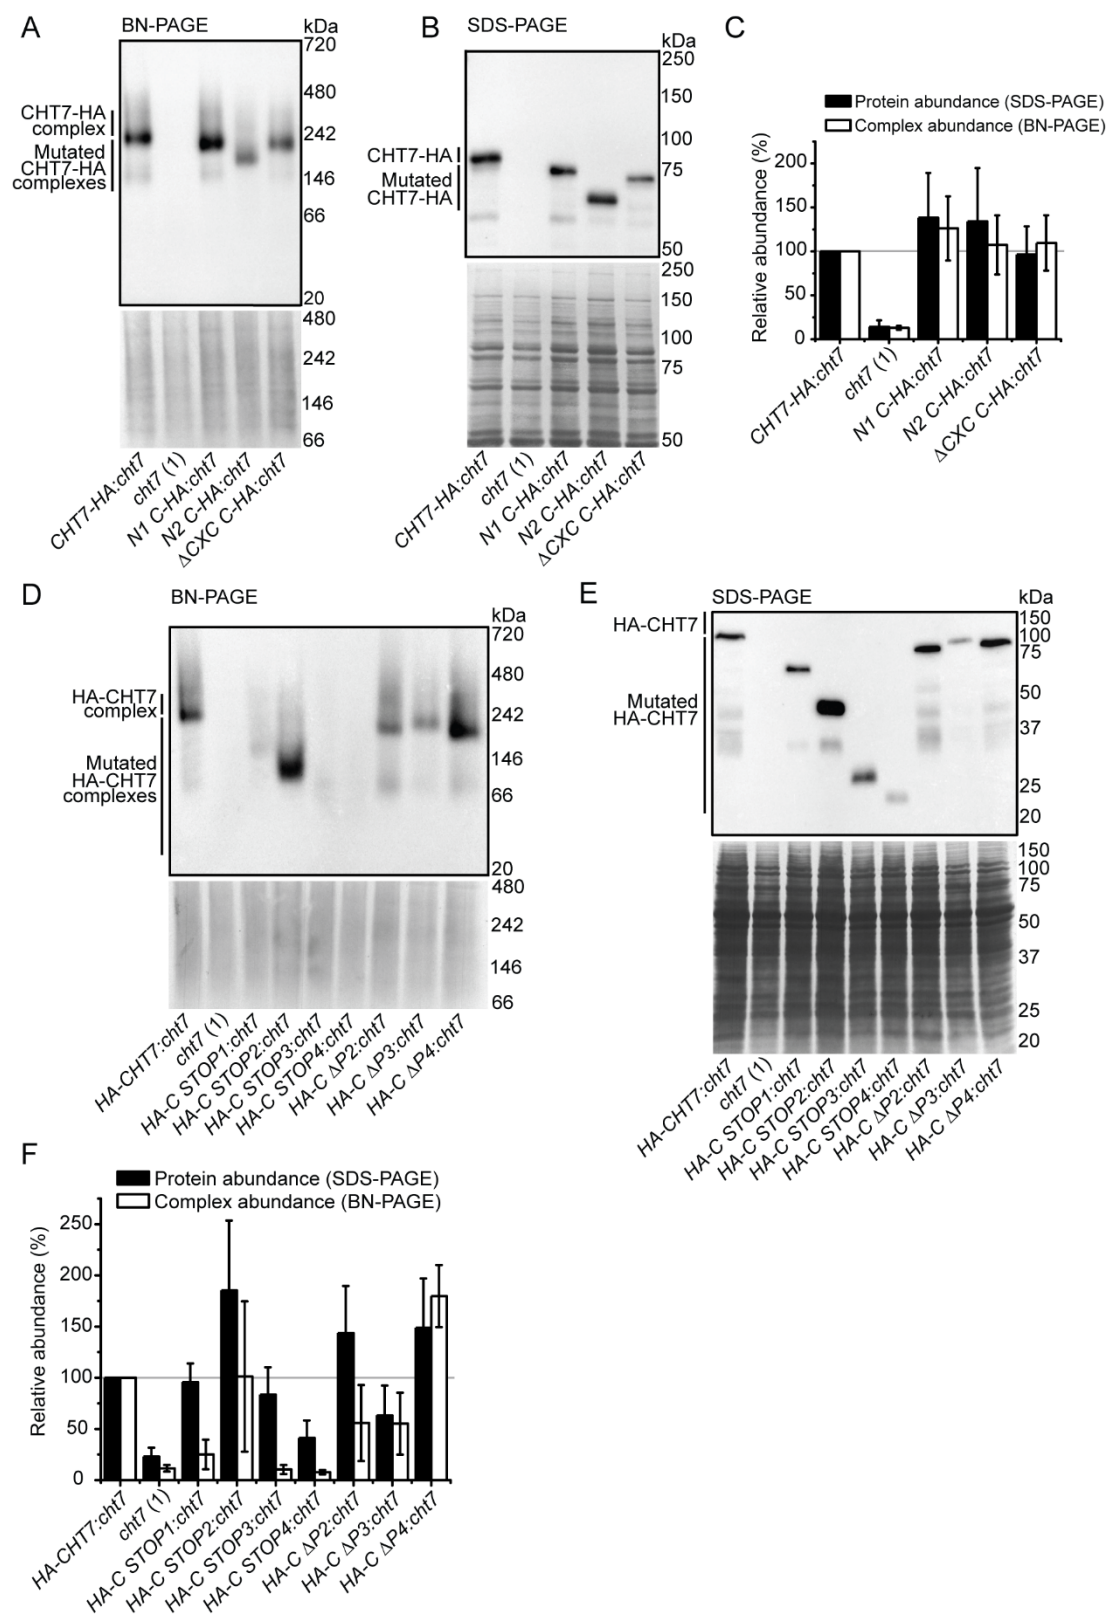 A
BN-PAGE
kDa
720
480
242
146
66
20
CHT7-HA
complex
Mutated
CHT7-HA
complexes
480
242
146
66
CHT7-HA:cht7
cht7 (1)
N1 C-HA:cht7
N2 C-HA:cht7
ΔCXC C-HA:cht7
B
SDS-PAGE
kDa
250
150
100
75
50
CHT7-HA
Mutated
CHT7-HA
250
150
100
75
50
CHT7-HA:cht7
cht7 (1)
N1 C-HA:cht7
N2 C-HA:cht7
ΔCXC C-HA:cht7
C
Protein abundance (SDS-PAGE)
Complex abundance (BN-PAGE)
Relative abundance (%)
200
150
100
50
0
CHT7-HA:cht7
cht7 (1)
N1 C-HA:cht7
N2 C-HA:cht7
ΔCXC C-HA:cht7
D
BN-PAGE
kDa
720
480
242
146
66
20
HA-CHT7
complex
Mutated
HA-CHT7
complexes
480
242
146
66
HA-CHT7:cht7
cht7 (1)
HA-C STOP1:cht7
HA-C STOP2:cht7
HA-C STOP3:cht7
HA-C STOP4:cht7
HA-C ΔP2:cht7
HA-C ΔP3:cht7
HA-C ΔP4:cht7
E
SDS-PAGE
kDa
150
100
75
50
37
25
20
HA-CHT7
Mutated
HA-CHT7
150
100
75
50
37
25
20
HA-CHT7:cht7
cht7 (1)
HA-C STOP1:cht7
HA-C STOP2:cht7
HA-C STOP3:cht7
HA-C STOP4:cht7
HA-C ΔP2:cht7
HA-C ΔP3:cht7
HA-C ΔP4:cht7
F
Protein abundance (SDS-PAGE)
Complex abundance (BN-PAGE)
Relative abundance (%)
250
200
150
100
50
0
HA-CHT7:cht7
cht7 (1)
HA-C STOP1:cht7
HA-C STOP2:cht7
HA-C STOP3:cht7
HA-C STOP4:cht7
HA-C ΔP2:cht7
HA-C ΔP3:cht7
HA-C ΔP4:cht7